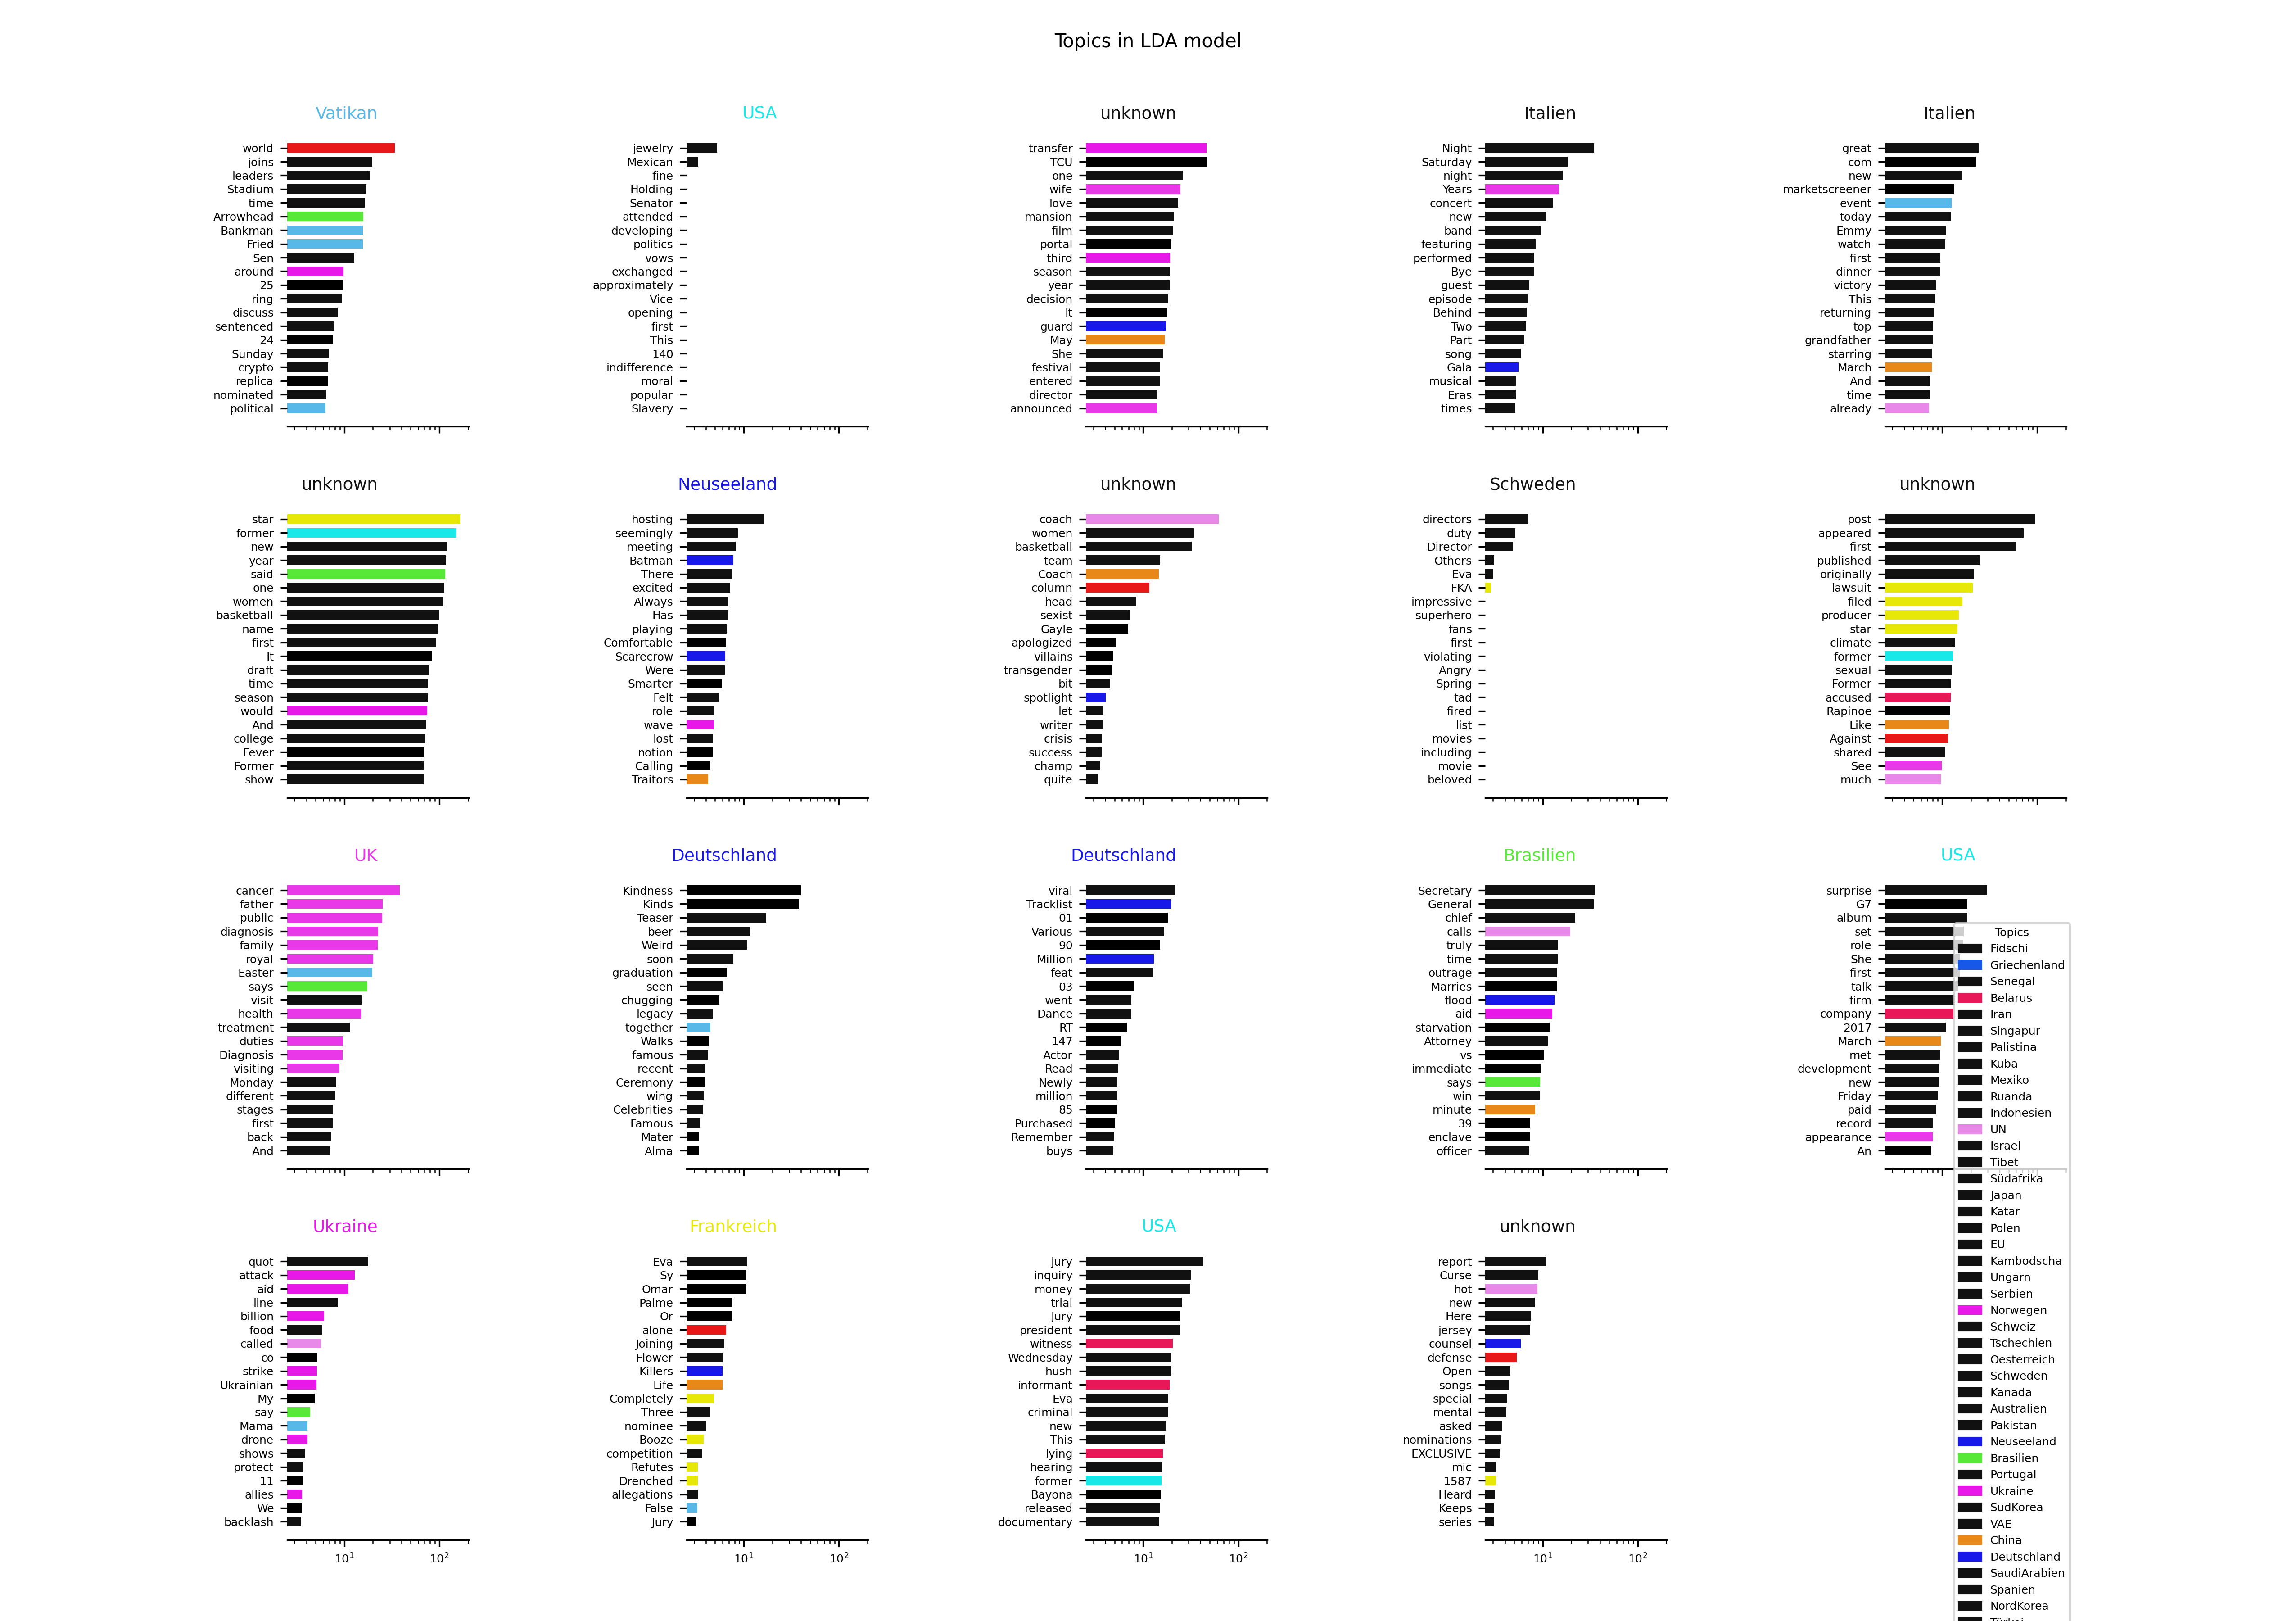 Topics in LDA model
Vatikan
world
joins
leaders
Stadium
time
Arrowhead
Bankman
Fried
Sen
around
25
ring
discuss
sentenced
24
Sunday
crypto
replica
nominated
political
USA
jewelry
Mexican
fine
Holding
Senator
attended
developing
politics
vows
exchanged
approximately
Vice
opening
first
This
140
indifference
moral
popular
Slavery
unknown
transfer
TCU
one
wife
love
mansion
film
portal
third
season
year
decision
It
guard
May
She
festival
entered
director
announced
Italien
Night
Saturday
night
Years
concert
new
band
featuring
performed
Bye
guest
episode
Behind
Two
Part
song
Gala
musical
Eras
times
Italien
great
com
new
marketscreener
event
today
Emmy
watch
first
dinner
victory
This
returning
top
grandfather
starring
March
And
time
already
unknown
star
former
new
year
said
one
women
basketball
name
first
It
draft
time
season
would
And
college
Fever
Former
show
Neuseeland
hosting
seemingly
meeting
Batman
There
excited
Always
Has
playing
Comfortable
Scarecrow
Were
Smarter
Felt
role
wave
lost
notion
Calling
Traitors
unknown
coach
women
basketball
team
Coach
column
head
sexist
Gayle
apologized
villains
transgender
bit
spotlight
let
writer
crisis
success
champ
quite
Schweden
directors
duty
Director
Others
Eva
FKA
impressive
superhero
fans
first
violating
Angry
Spring
tad
fired
list
movies
including
movie
beloved
unknown
post
appeared
first
published
originally
lawsuit
filed
producer
star
climate
former
sexual
Former
accused
Rapinoe
Like
Against
shared
See
much
UK
cancer
father
public
diagnosis
family
royal
Easter
says
visit
health
treatment
duties
Diagnosis
visiting
Monday
different
stages
first
back
And
Deutschland
Kindness
Kinds
Teaser
beer
Weird
soon
graduation
seen
chugging
legacy
together
Walks
famous
recent
Ceremony
wing
Celebrities
Famous
Mater
Alma
Deutschland
viral
Tracklist
01
Various
90
Million
feat
03
went
Dance
RT
147
Actor
Read
Newly
million
85
Purchased
Remember
buys
Brasilien
Secretary
General
chief
calls
truly
time
outrage
Marries
flood
aid
starvation
Attorney
vs
immediate
says
win
minute
39
enclave
officer
USA
surprise
G7
album
set
role
She
first
talk
firm
company
2017
March
met
development
new
Friday
paid
record
appearance
An
Ukraine
quot
attack
aid
line
billion
food
called
co
strike
Ukrainian
My
say
Mama
drone
shows
protect
11
allies
We
backlash
10¹ 10²
Frankreich
Eva
Sy
Omar
Palme
Or
alone
Joining
Flower
Killers
Life
Completely
Three
nominee
Booze
competition
Refutes
Drenched
allegations
False
Jury
10¹ 10²
USA
jury
inquiry
money
trial
Jury
president
witness
Wednesday
hush
informant
Eva
criminal
new
This
lying
hearing
former
Bayona
released
documentary
10¹ 10²
unknown
report
Curse
hot
new
Here
jersey
counsel
defense
Open
songs
special
mental
asked
nominations
EXCLUSIVE
mic
1587
Heard
Keeps
series
10¹ 10²
Topics
Fidschi
Griechenland
Senegal
Belarus
Iran
Singapur
Palistina
Kuba
Mexiko
Ruanda
Indonesien
UN
Israel
Tibet
Südafrika
Japan
Katar
Polen
EU
Kambodscha
Ungarn
Serbien
Norwegen
Schweiz
Tschechien
Oesterreich
Schweden
Kanada
Australien
Pakistan
Neuseeland
Brasilien
Portugal
Ukraine
SüdKorea
VAE
China
Deutschland
SaudiArabien
Spanien
NordKorea